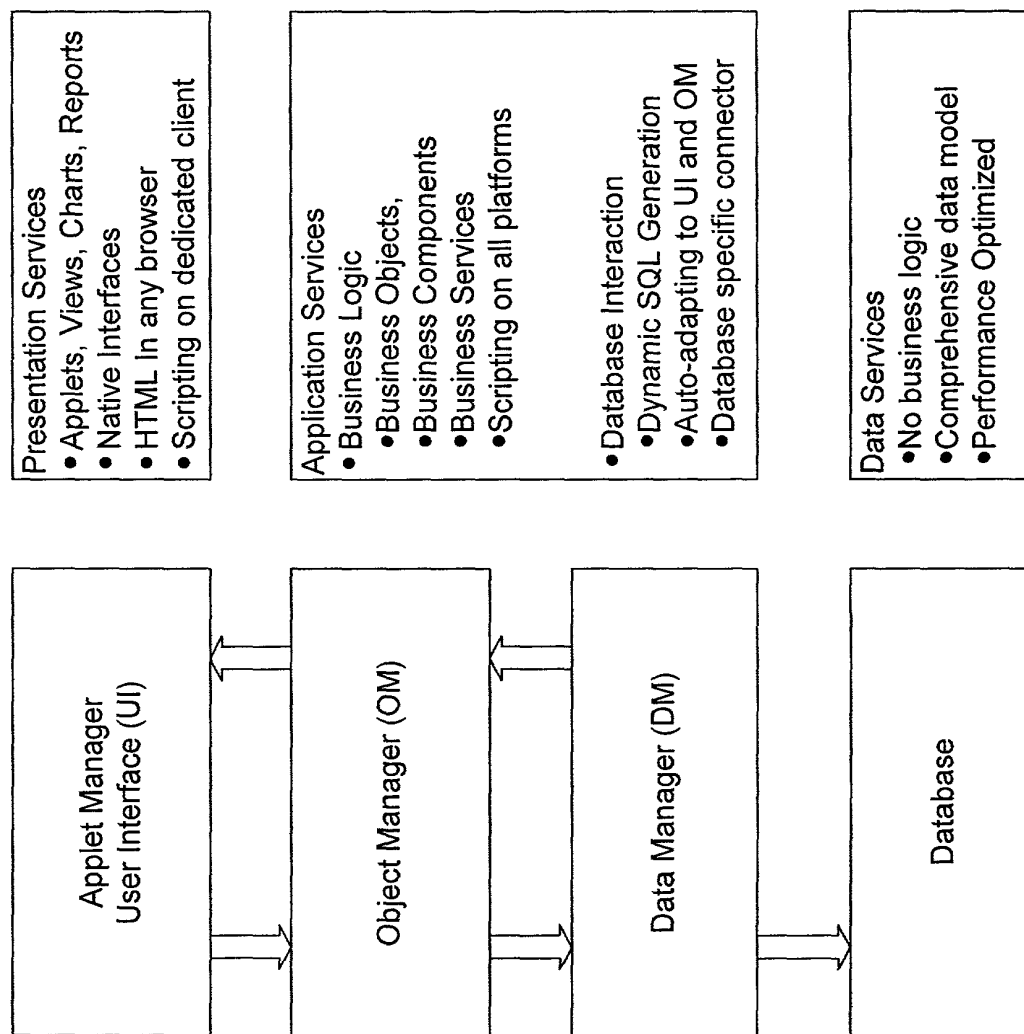 Presentation Services
• Applets, Views, Charts, Reports
• Native Interfaces
• HTML In any browser
• Scripting on dedicated client
Application Services
• Business Logic
•Business Objects,
•Business Components
•Business Services
•Scripting on all platforms
•Database Interaction
•Dynamic SQL Generation
•Auto-adapting to UI and OM
•Database specific connector
Data Services
•No business logic
•Comprehensive data model
•Performance Optimized
Applet Manager
User Interface (UI)
Object Manager (OM)
Data Manager (DM)
Database